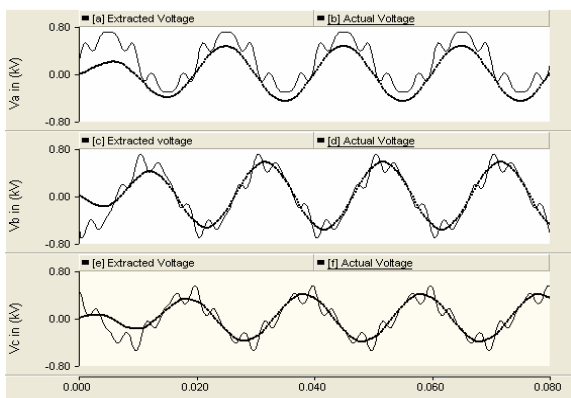 [a] Extracted Voltage [b] Actual Voltage
0.80
0.00
-0.80
Va in (kV)
[c] Extracted voltage [d] Actual Voltage
0.80
0.00
-0.80
Vb in (kV)
[e] Extracted Voltage [f] Actual Voltage
0.80
0.00
-0.80
Vc in (kV)
0.000 0.020 0.040 0.060 0.080